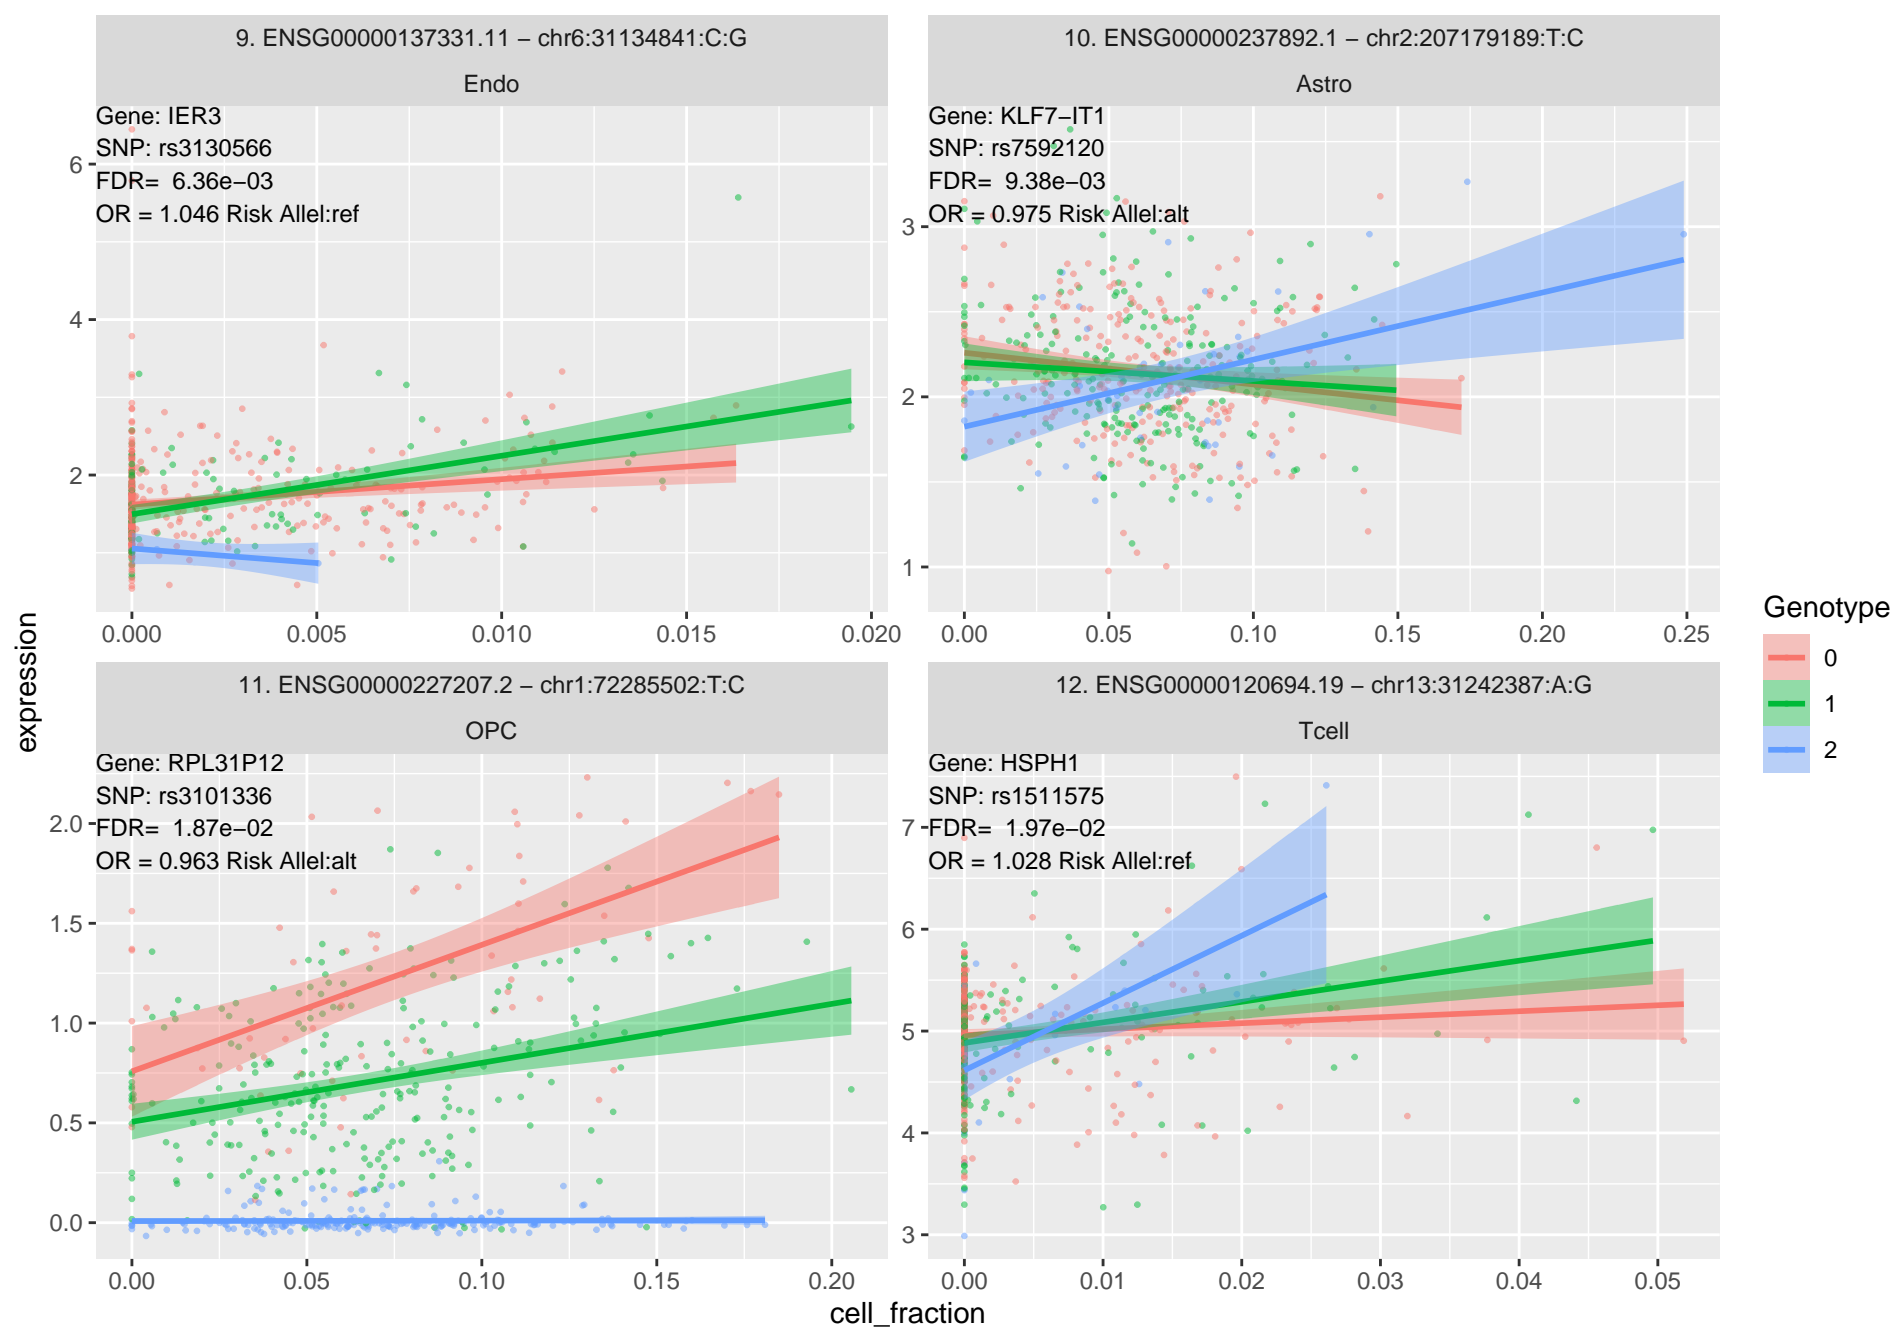 9. ENSG00000137331.11 – chr6:31134841:C:G
Endo
Gene: IER3
SNP: rs3130566
FDR= 6.36e−03
OR = 1.046 Risk Allel:ref
6
4
2
0.000 0.005 0.010 0.015 0.020
10. ENSG00000237892.1 – chr2:207179189:T:C
Astro
Gene: KLF7−IT1
SNP: rs7592120
FDR= 9.38e−03
OR = 0.975 Risk Allel:alt
3
2
1
0.00 0.05 0.10 0.15 0.20 0.25
11. ENSG00000227207.2 – chr1:72285502:T:C
OPC
Gene: RPL31P12
SNP: rs3101336
FDR= 1.87e−02
OR = 0.963 Risk Allel:alt
2.0
1.5
1.0
0.5
0.0
0.00 0.05 0.10 0.15 0.20
12. ENSG00000120694.19 – chr13:31242387:A:G
Tcell
Gene: HSPH1
SNP: rs1511575
FDR= 1.97e−02
OR = 1.028 Risk Allel:ref
7
6
5
4
3
0.00 0.01 0.02 0.03 0.04 0.05
expression
cell_fraction
Genotype
0
1
2